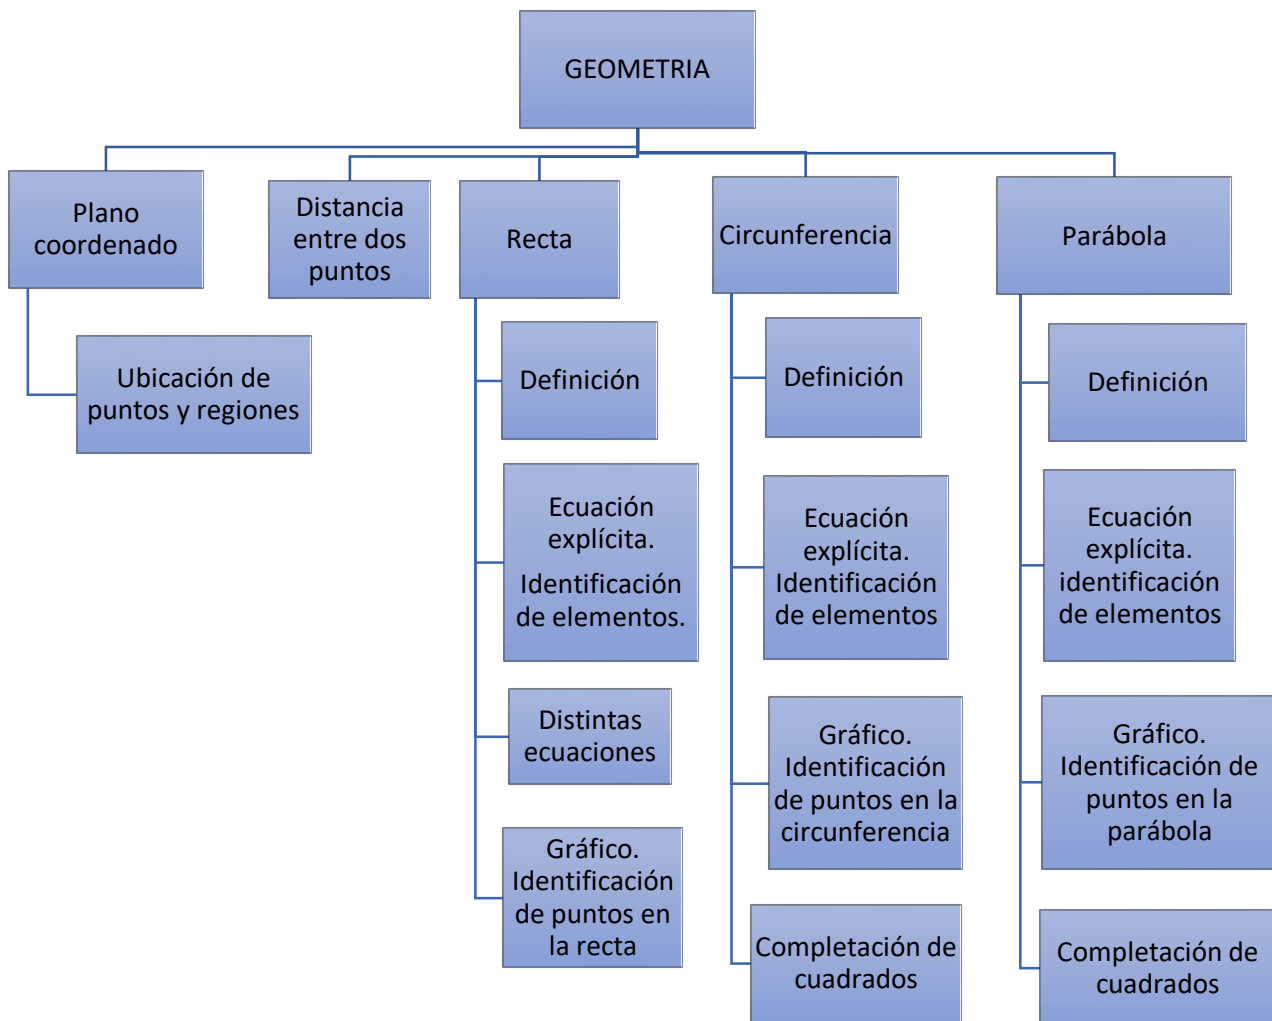 GEOMETRIA
Plano
coordenado
Ubicación de
puntos y regiones
Distancia
entre dos
puntos
Recta
Definición
Ecuación
explícita.
Identificación
de elementos.
Distintas
ecuaciones
Gráfico.
Identificación
de puntos en
la recta
Circunferencia
Definición
Ecuación
explícita.
Identificación
de elementos
Gráfico.
Identificación
de puntos en la
circunferencia
Completación de
cuadrados
Parábola
Definición
Ecuación
explícita.
identificación
de elementos
Gráfico.
Identificación de
puntos en la
parábola
Completación de
cuadrados